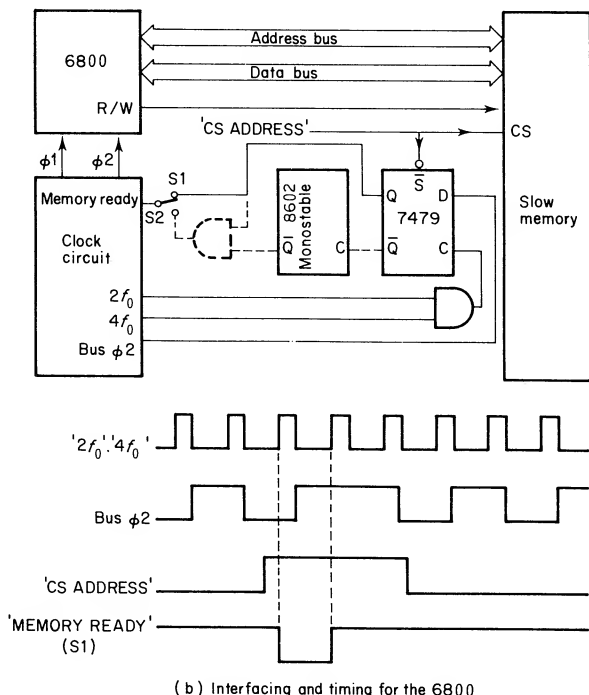 6800
Address bus
Data bus
R/W
'CS ADDRESS'
CS
ϕ1
ϕ2
S1
S2
Memory ready
Clock circuit
2f₀
4f₀
Bus ϕ2
Q̄1
8602 Monostable
C
S̄
Q
D
7479
Q̄
C
Slow memory
'2f₀'.'4f₀'
Bus ϕ2
'CS ADDRESS'
'MEMORY READY'
(S1)
(b) Interfacing and timing for the 6800